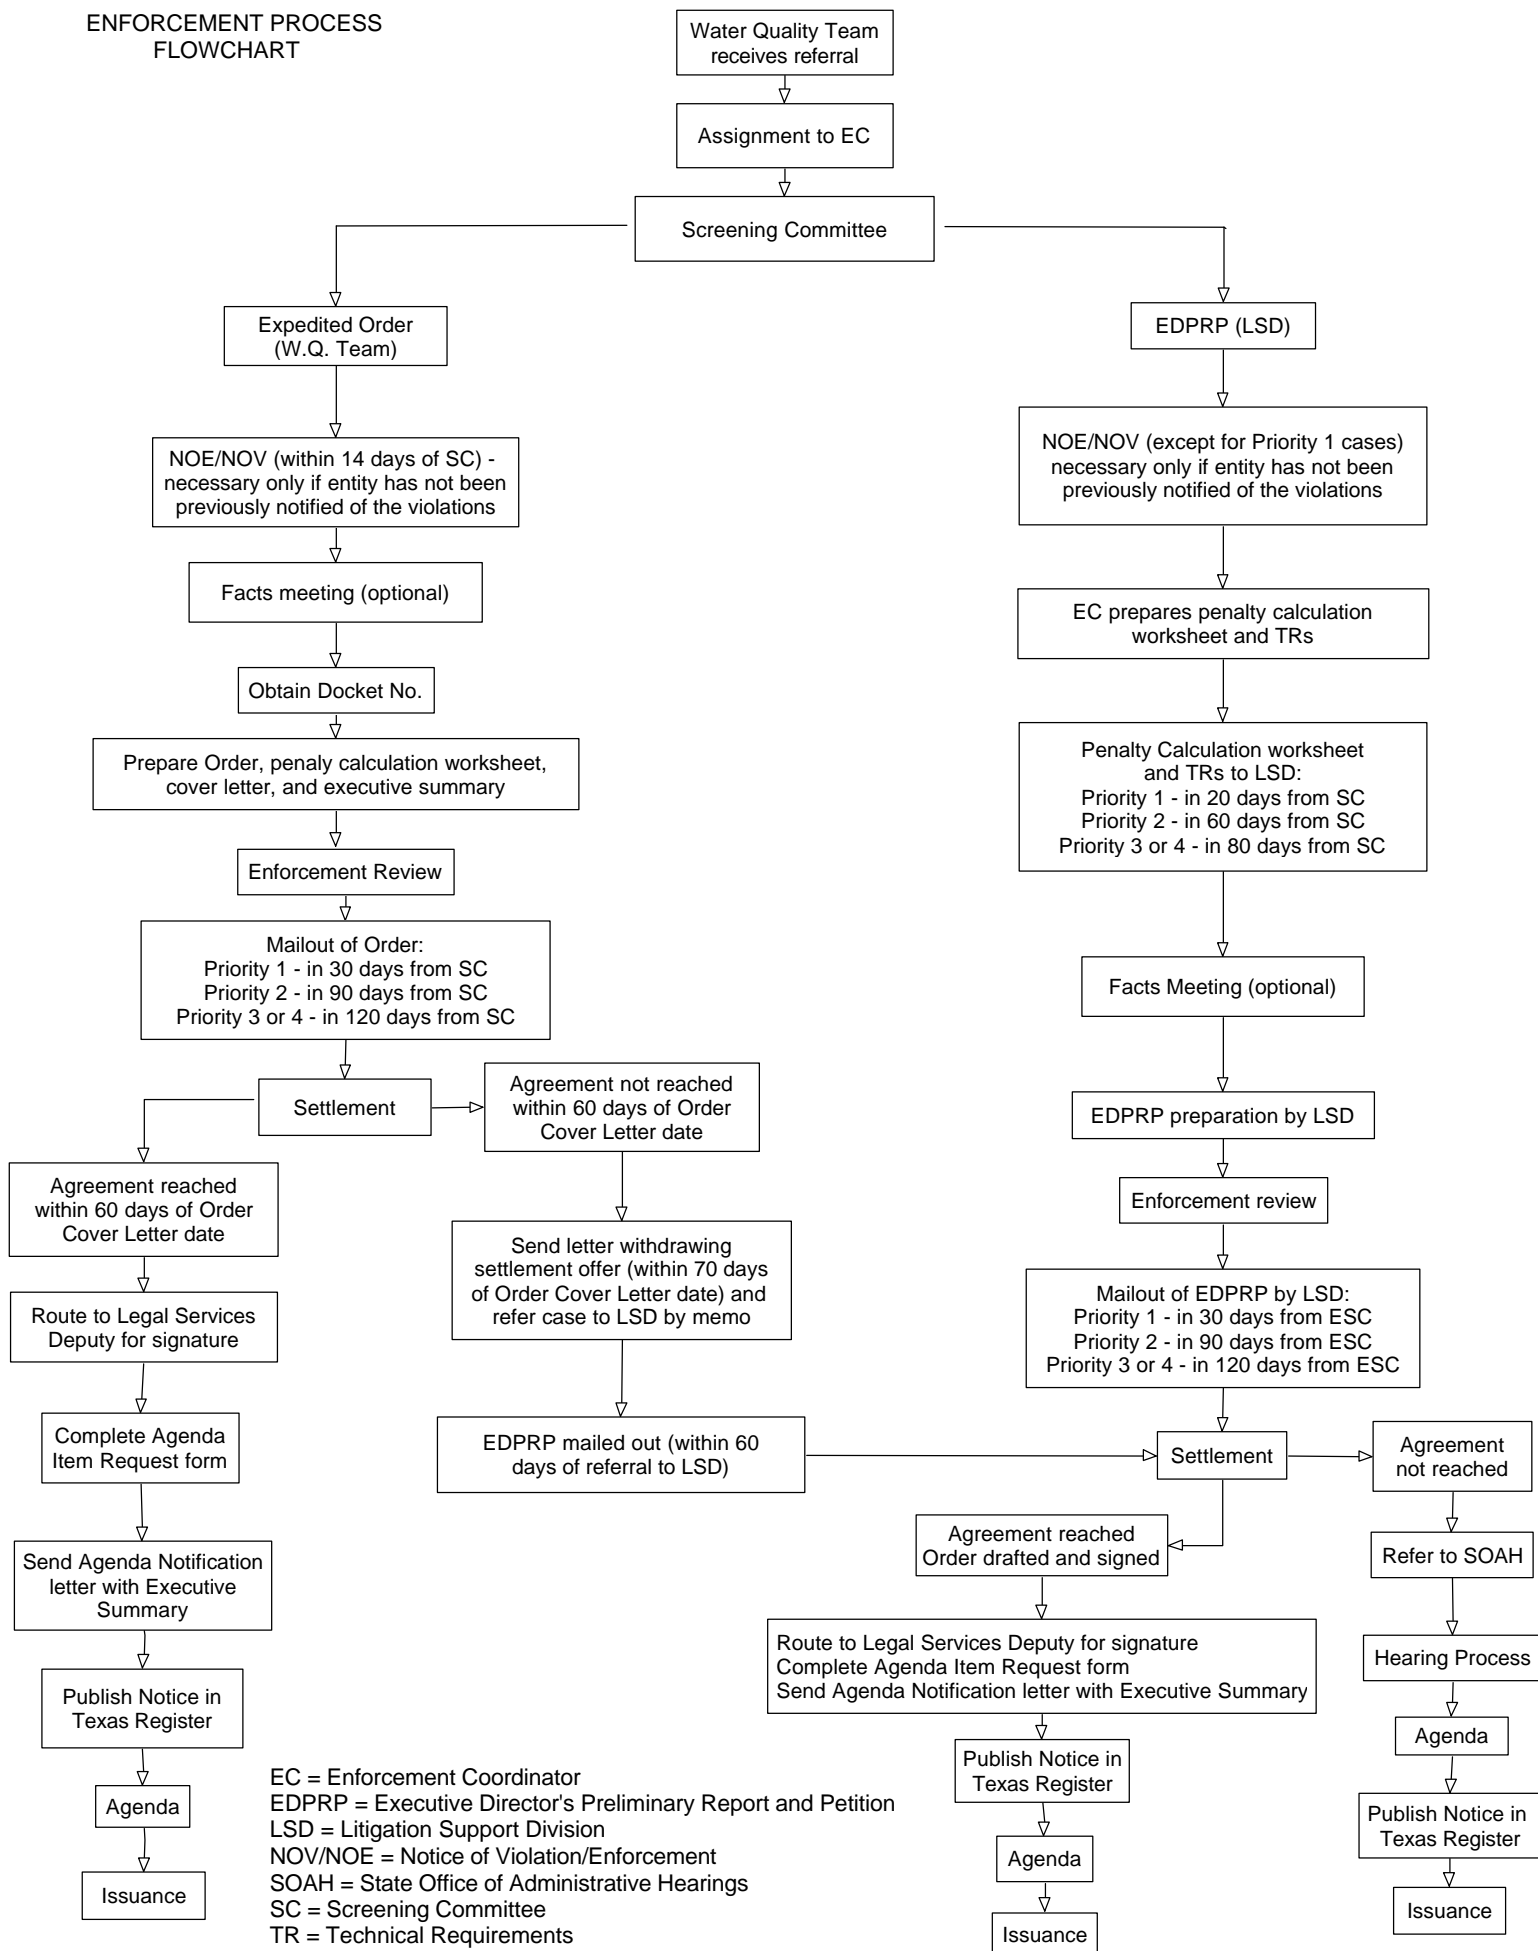 ENFORCEMENT PROCESS
FLOWCHART
Water Quality Team
receives referral
Assignment to EC
Screening Committee
Expedited Order
(W.Q. Team)
NOE/NOV (within 14 days of SC) -
necessary only if entity has not been
previously notified of the violations
Facts meeting (optional)
Obtain Docket No.
Prepare Order, penaly calculation worksheet,
cover letter, and executive summary
Enforcement Review
Mailout of Order:
Priority 1 - in 30 days from SC
Priority 2 - in 90 days from SC
Priority 3 or 4 - in 120 days from SC
Settlement
Agreement reached
within 60 days of Order
Cover Letter date
Route to Legal Services
Deputy for signature
Complete Agenda
Item Request form
Send Agenda Notification
letter with Executive
Summary
Publish Notice in
Texas Register
Agenda
Issuance
Agreement not reached
within 60 days of Order
Cover Letter date
Send letter withdrawing
settlement offer (within 70 days
of Order Cover Letter date) and
refer case to LSD by memo
EDPRP mailed out (within 60
days of referral to LSD)
EDPRP (LSD)
NOE/NOV (except for Priority 1 cases)
necessary only if entity has not been
previously notified of the violations
EC prepares penalty calculation
worksheet and TRs
Penalty Calculation worksheet
and TRs to LSD:
Priority 1 - in 20 days from SC
Priority 2 - in 60 days from SC
Priority 3 or 4 - in 80 days from SC
Facts Meeting (optional)
EDPRP preparation by LSD
Enforcement review
Mailout of EDPRP by LSD:
Priority 1 - in 30 days from ESC
Priority 2 - in 90 days from ESC
Priority 3 or 4 - in 120 days from ESC
Settlement
Agreement reached
Order drafted and signed
Route to Legal Services Deputy for signature
Complete Agenda Item Request form
Send Agenda Notification letter with Executive Summary
Publish Notice in
Texas Register
Agenda
Issuance
Agreement
not reached
Refer to SOAH
Hearing Process
Agenda
Publish Notice in
Texas Register
Issuance
EC = Enforcement Coordinator
EDPRP = Executive Director's Preliminary Report and Petition
LSD = Litigation Support Division
NOV/NOE = Notice of Violation/Enforcement
SOAH = State Office of Administrative Hearings
SC = Screening Committee
TR = Technical Requirements